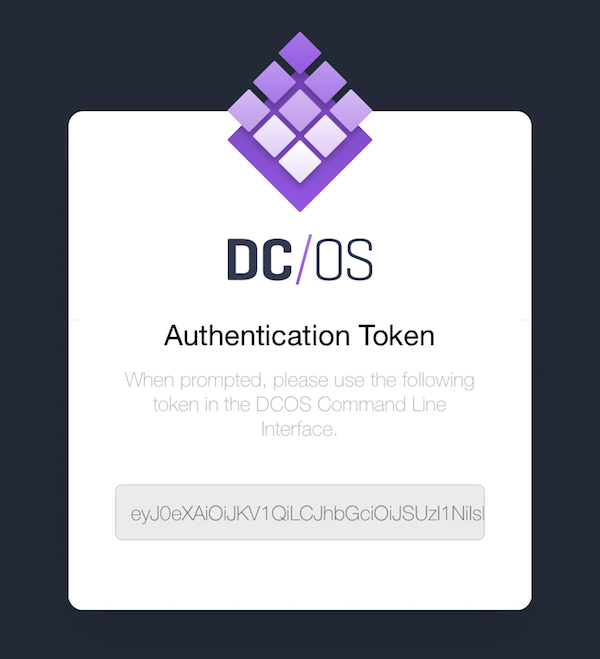 DC/OS
Authentication Token
When prompted, please use the following
token in the DCOS Command Line
Interface.
eyJ0eXAiOiJKV1QiLCJhbGciOiJSUzI1NiIsI